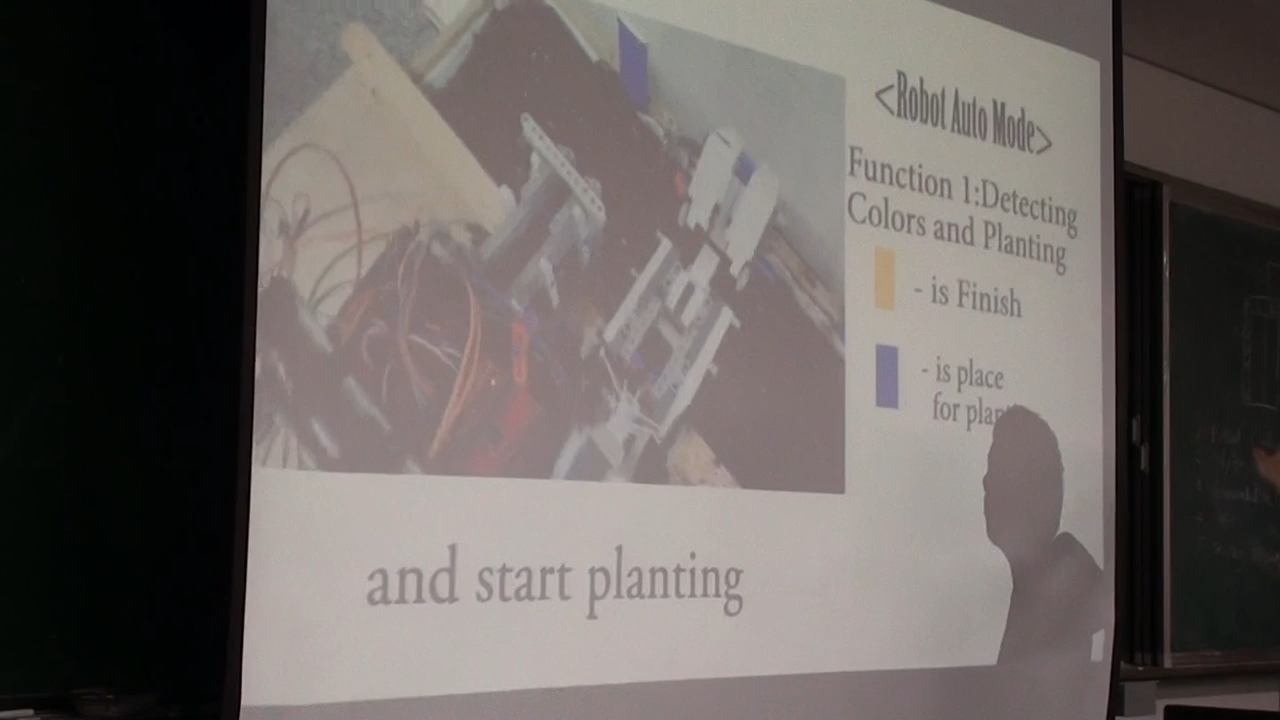 <Robot Auto Mode>
Function 1:Detecting
Colors and Planting
- is Finish
- is place
for
and start planting